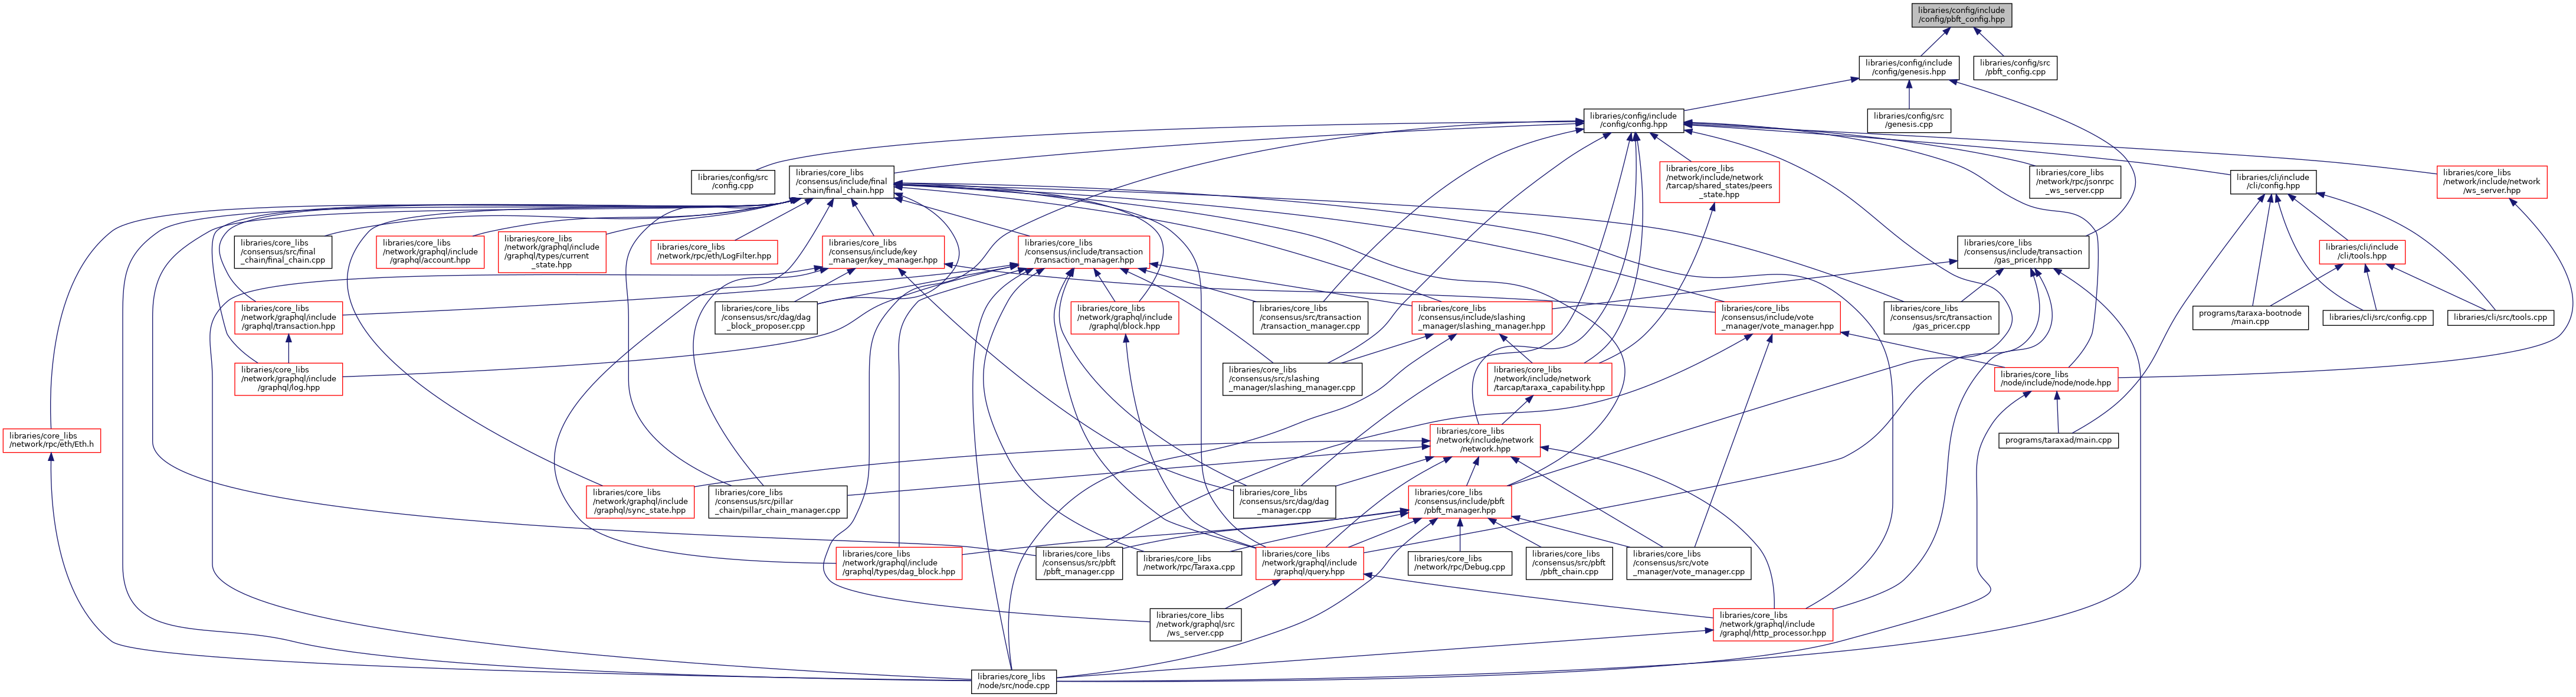 libraries/config/include
/config/pbft_config.hpp
libraries/config/include
/config/genesis.hpp
libraries/config/src
/pbft_config.cpp
libraries/config/include
/config/config.hpp
libraries/config/src
/genesis.cpp
libraries/config/src
/config.cpp
libraries/core_libs
/consensus/include/final
_chain/final_chain.hpp
libraries/core_libs
/network/include/network
/tarcap/shared_states/peers
_state.hpp
libraries/core_libs
/network/rpc/jsonrpc
_ws_server.cpp
libraries/cli/include
/cli/config.hpp
libraries/core_libs
/network/include/network
/ws_server.hpp
libraries/core_libs
/consensus/src/final
_chain/final_chain.cpp
libraries/core_libs
/network/graphql/include
/graphql/account.hpp
libraries/core_libs
/network/graphql/include
/graphql/types/current
_state.hpp
libraries/core_libs
/network/rpc/eth/LogFilter.hpp
libraries/core_libs
/consensus/include/key
_manager/key_manager.hpp
libraries/core_libs
/consensus/include/transaction
/transaction_manager.hpp
libraries/core_libs
/consensus/include/transaction
/gas_pricer.hpp
libraries/cli/include
/cli/tools.hpp
libraries/core_libs
/network/graphql/include
/graphql/transaction.hpp
libraries/core_libs
/consensus/src/dag/dag
_block_proposer.cpp
libraries/core_libs
/network/graphql/include
/graphql/block.hpp
libraries/core_libs
/consensus/src/transaction
/transaction_manager.cpp
libraries/core_libs
/consensus/include/slashing
_manager/slashing_manager.hpp
libraries/core_libs
/consensus/include/vote
_manager/vote_manager.hpp
libraries/core_libs
/consensus/src/transaction
/gas_pricer.cpp
programs/taraxa-bootnode
/main.cpp
libraries/cli/src/config.cpp
libraries/cli/src/tools.cpp
libraries/core_libs
/network/graphql/include
/graphql/log.hpp
libraries/core_libs
/consensus/src/slashing
_manager/slashing_manager.cpp
libraries/core_libs
/network/include/network
/tarcap/taraxa_capability.hpp
libraries/core_libs
/node/include/node/node.hpp
libraries/core_libs
/network/rpc/eth/Eth.h
libraries/core_libs
/network/include/network
/network.hpp
programs/taraxad/main.cpp
libraries/core_libs
/network/graphql/include
/graphql/sync_state.hpp
libraries/core_libs
/consensus/src/pillar
_chain/pillar_chain_manager.cpp
libraries/core_libs
/consensus/src/dag/dag
_manager.cpp
libraries/core_libs
/consensus/include/pbft
/pbft_manager.hpp
libraries/core_libs
/network/graphql/include
/graphql/types/dag_block.hpp
libraries/core_libs
/consensus/src/pbft
/pbft_manager.cpp
libraries/core_libs
/network/rpc/Taraxa.cpp
libraries/core_libs
/network/graphql/include
/graphql/query.hpp
libraries/core_libs
/network/rpc/Debug.cpp
libraries/core_libs
/consensus/src/pbft
/pbft_chain.cpp
libraries/core_libs
/consensus/src/vote
_manager/vote_manager.cpp
libraries/core_libs
/network/graphql/src
/ws_server.cpp
libraries/core_libs
/network/graphql/include
/graphql/http_processor.hpp
libraries/core_libs
/node/src/node.cpp